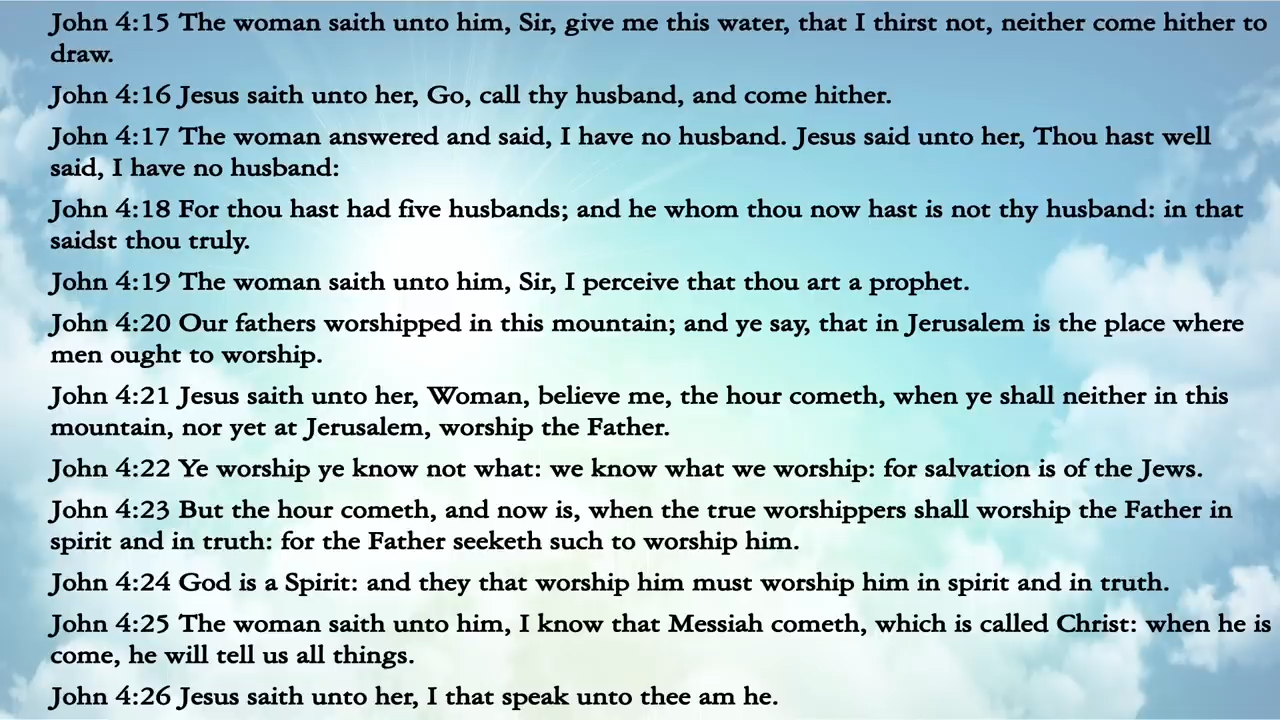 John 4:15 The woman saith unto him, Sir, give me this water, that I thirst not, neither come hither to
draw.
John 4:16 Jesus saith unto her, Go, call thy husband, and come hither.
John 4:17 The woman answered and said, I have no husband. Jesus said unto her, Thou hast well
said, I have no husband:
John 4:18 For thou hast had five husbands; and he whom thou now hast is not thy husband: in that
saidst thou truly.
John 4:19 The woman saith unto him, Sir, I perceive that thou art a prophet.
John 4:20 Our fathers worshipped in this mountain; and ye say, that in Jerusalem is the place where
men ought to worship.
John 4:21 Jesus saith unto her, Woman, believe me, the hour cometh, when ye shall neither in this
mountain, nor yet at Jerusalem, worship the Father.
John 4:22 Ye worship ye know not what: we know what we worship: for salvation is of the Jews.
John 4:23 But the hour cometh, and now is, when the true worshippers shall worship the Father in
spirit and in truth: for the Father seeketh such to worship him.
John 4:24 God is a Spirit: and they that worship him must worship him in spirit and in truth.
John 4:25 The woman saith unto him, I know that Messiah cometh, which is called Christ: when he is
come, he will tell us all things.
John 4:26 Jesus saith unto her, I that speak unto thee am he.